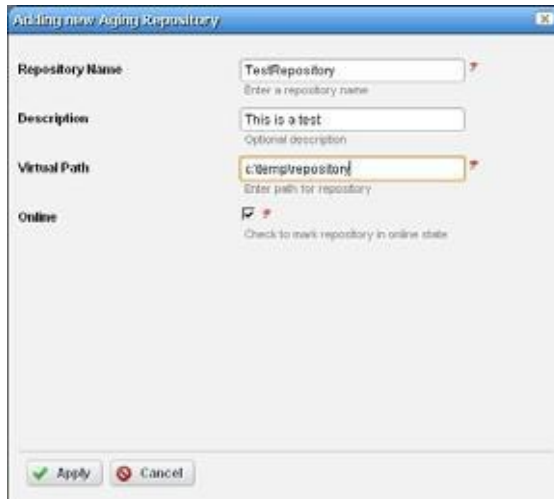 Adding new Aging Repository
Repository Name
TestRepository
Enter a repository name
Description
This is a test
Optional description
Virtual Path
c:\temp\repository
Enter path for repository
Online
Check to mark repository in online state
Apply
Cancel